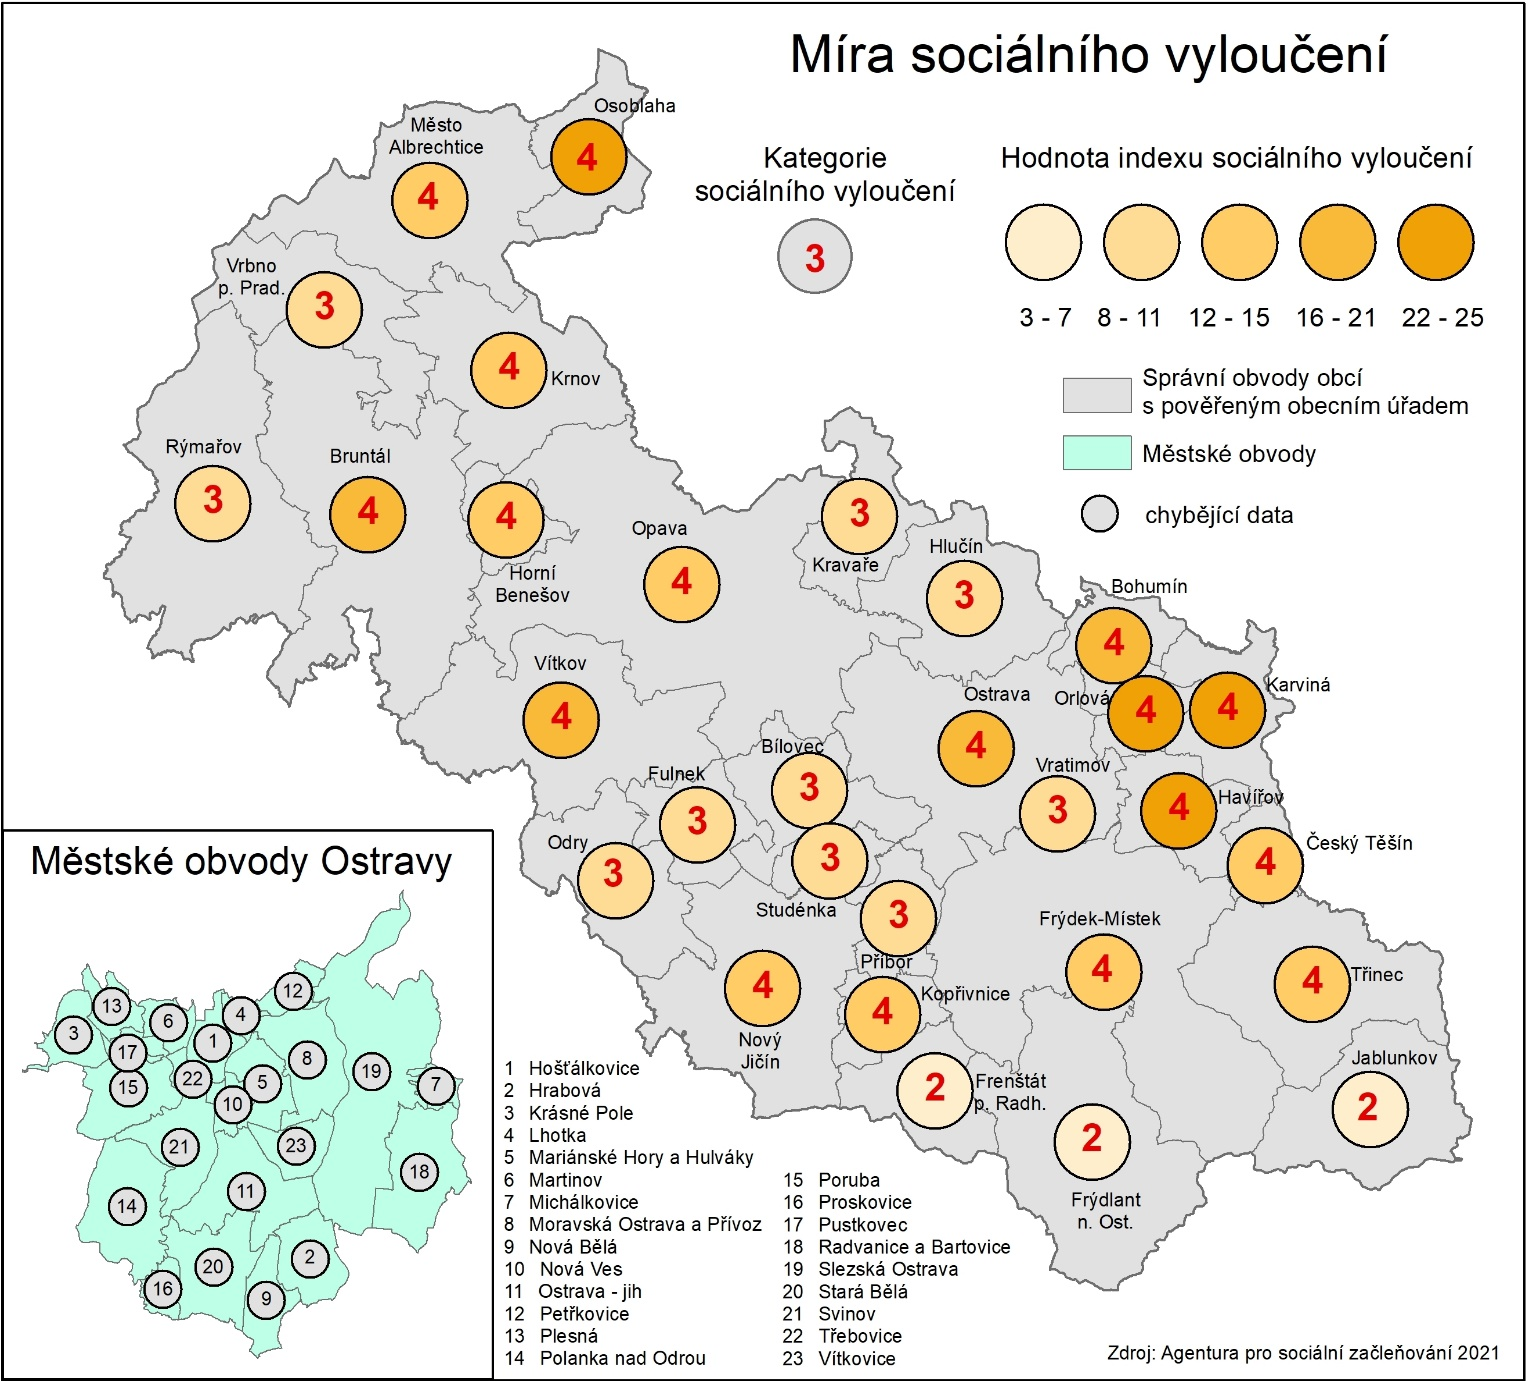 Míra sociálního vyloučení
Kategorie
sociálního vyloučení
3
Hodnota indexu sociálního vyloučení
3 - 7
8 - 11
12 - 15
16 - 21
22 - 25
Správní obvody obcí
s pověřeným obecním úřadem
Městské obvody
chybějící data
Osoblaha
4
Město
Albrechtice
4
Vrbno
p. Prad.
3
4
Krnov
Rýmařov
3
Bruntál
4
4
Horní
Benešov
Opava
4
3
Kravaře
Hlučín
3
Bohumín
4
Orlová
4
4
Karviná
Vítkov
4
Ostrava
4
Bílovec
3
Vratimov
3
Fulnek
3
4
Havířov
Odry
3
3
Studénka
Český Těšín
4
3
Příbor
Frýdek-Místek
4
4
Třinec
4
Nový
Jičín
4
Kopřivnice
2
Frenštát
p. Radh.
2
Frýdlant
n. Ost.
Jablunkov
2
Městské obvody Ostravy
12
13
4
6
3
1
17
8
19
22
5
7
15
10
21
23
18
11
14
2
20
16
9
1 Hošťálkovice
2 Hrabová
3 Krásné Pole
4 Lhotka
5 Mariánské Hory a Hulváky
6 Martinov
7 Michálkovice
8 Moravská Ostrava a Přívoz
9 Nová Bělá
10 Nová Ves
11 Ostrava - jih
12 Petřkovice
13 Plesná
14 Polanka nad Odrou
15 Poruba
16 Proskovice
17 Pustkovec
18 Radvanice a Bartovice
19 Slezská Ostrava
20 Stará Bělá
21 Svinov
22 Třebovice
23 Vítkovice
Zdroj: Agentura pro sociální začleňování 2021